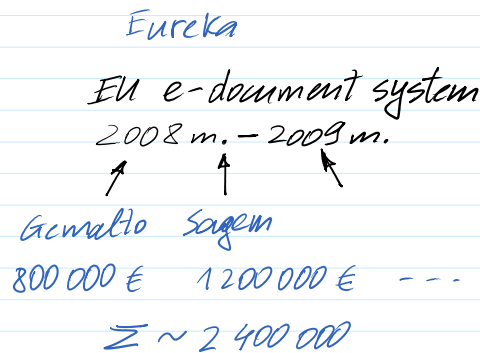 Eureka
EU e-document system
2008 m. – 2009 m.
Gemalto Sagem
800 000 € 1 200 000 € ---
Σ ~ 2 400 000